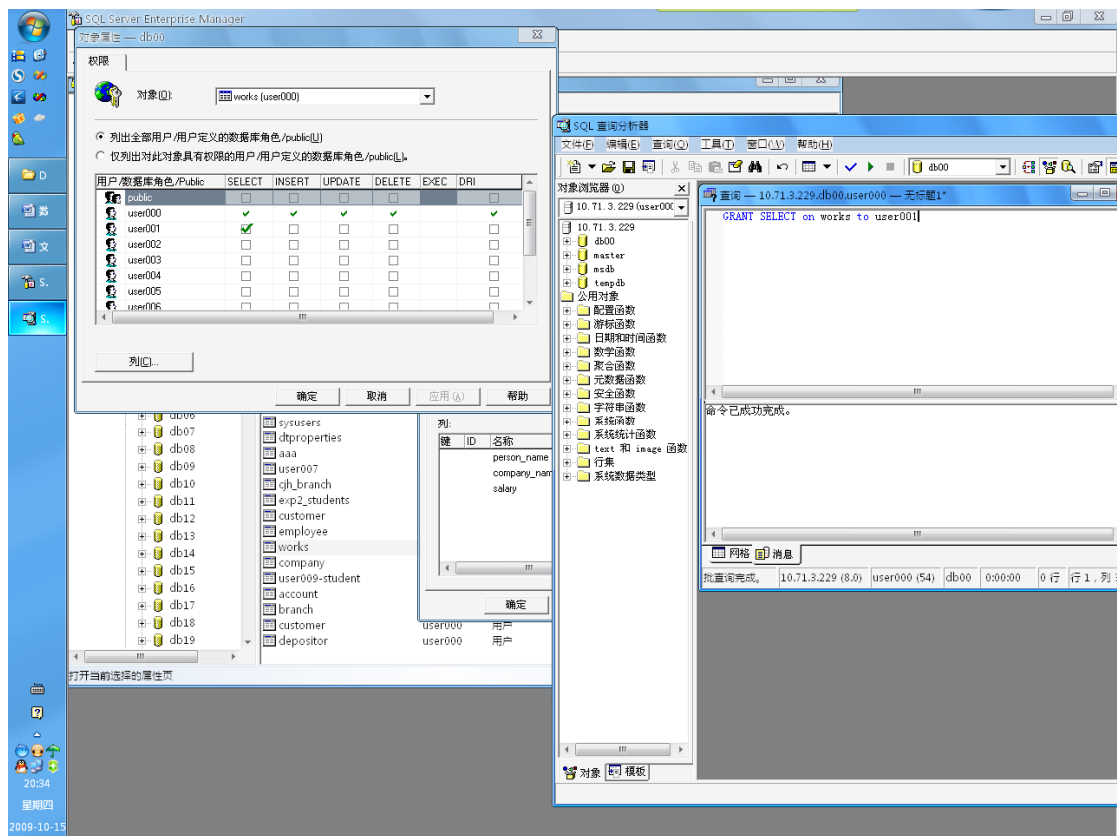 SQL Server Enterprise Manager
对象属性 — db00
权限
对象(O):
works (user000)
列出全部用户/用户定义的数据库角色/public(U)
仅列出对此对象具有权限的用户/用户定义的数据库角色/public(L)。
用户/数据库角色/Public SELECT INSERT UPDATE DELETE EXEC DRI
public
user000
user001
user002
user003
user004
user005
user006
列(C)...
确定 取消 应用(A) 帮助
db06
db07
db08
db09
db10
db11
db12
db13
db14
db15
db16
db17
db18
db19
sysusers
dtproperties
aaa
user007
cjh_branch
exp2_students
customer
employee
works
company
user009-student
account
branch
customer user000 用户
depositor user000 用户
列:
键 ID 名称
person_name
company_nam
salary
确定
打开当前选择的属性页
SQL 查询分析器
文件(F) 编辑(E) 查询(Q) 工具(T) 窗口(W) 帮助(H)
db00
对象浏览器(O)
10.71.3.229(user00(
10.71.3.229
db00
master
msdb
tempdb
公用对象
配置函数
游标函数
日期和时间函数
数学函数
聚合函数
元数据函数
安全函数
字符串函数
系统函数
系统统计函数
text 和 image 函数
行集
系统数据类型
对象 模板
查询 — 10.71.3.229.db00.user000 — 无标题1*
GRANT SELECT on works to user001
命令已成功完成。
网格 消息
批查询完成。 10.71.3.229 (8.0) user000 (54) db00 0:00:00 0 行 行 1, 列
D
文
S.
S.
20:34
星期四
2009-10-15